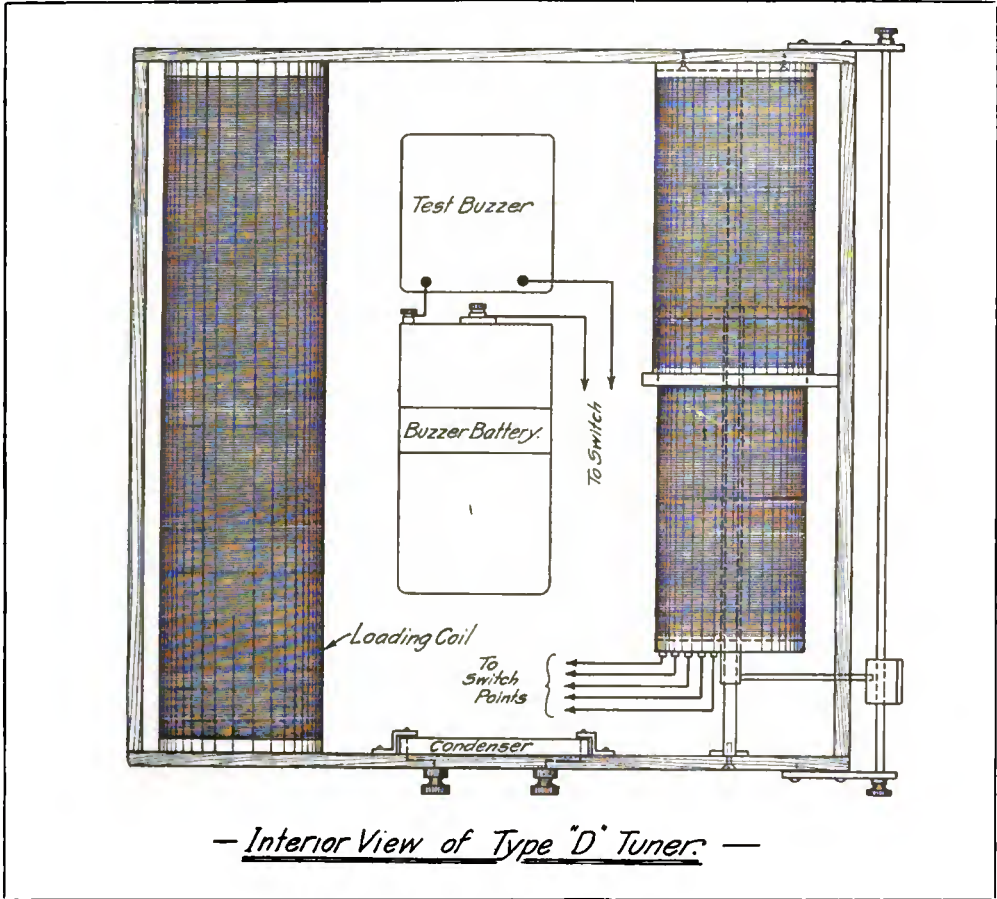 Test Buzzer
Buzzer Battery.
To Switch
Loading Coil
To
Switch
Points
Condenser
— Interior View of Type "D" Tuner. —